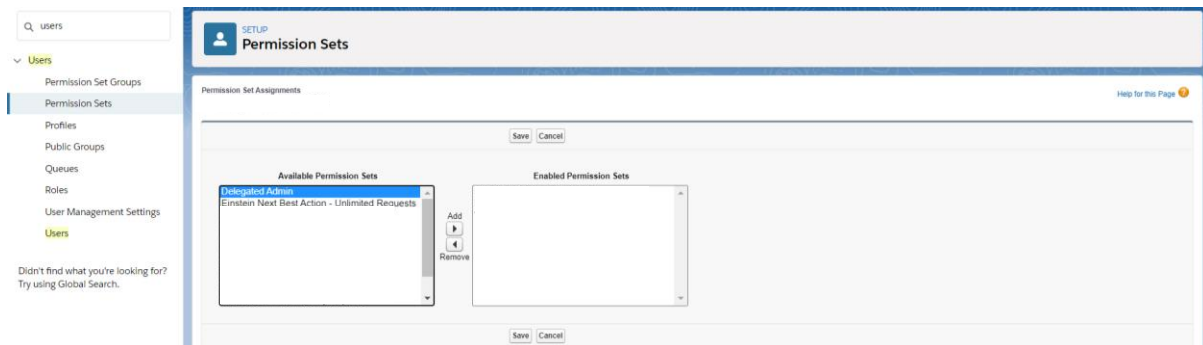 users
Users
Permission Set Groups
Permission Sets
Profiles
Public Groups
Queues
Roles
User Management Settings
Users
Didn't find what you're looking for?
Try using Global Search.
SETUP
Permission Sets
Permission Set Assignments
Help for this Page
Save Cancel
Available Permission Sets
Enabled Permission Sets
Delegated Admin
Einstein Next Best Action - Unlimited Requests
Add
Remove
Save Cancel